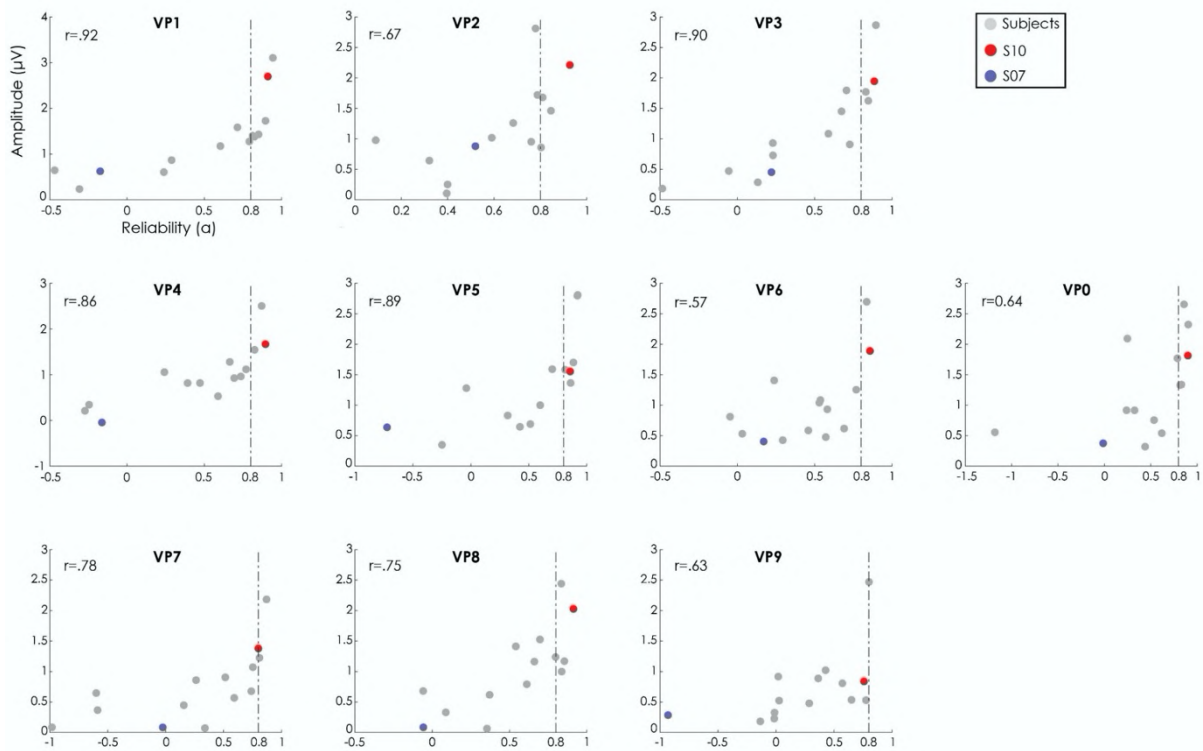 VP1
r=.92
Amplitude (µV)
4
3
2
1
0
-0.5 0 0.5 0.8 1
Reliability (α)
VP2
r=.67
3
2.5
2
1.5
1
0.5
0
0 0.2 0.4 0.6 0.8 1
VP3
r=.90
3
2.5
2
1.5
1
0.5
0
-0.5 0 0.5 0.8 1
Subjects
S10
S07
VP4
r=.86
3
2
1
0
-1
-0.5 0 0.5 0.8 1
VP5
r=.89
3
2.5
2
1.5
1
0.5
0
-1 -0.5 0 0.5 0.8 1
VP6
r=.57
3
2.5
2
1.5
1
0.5
0
-0.5 0 0.5 0.8 1
VP0
r=0.64
3
2.5
2
1.5
1
0.5
0
-1.5 -1 0 0.5 0.8 1
VP7
r=.78
3
2.5
2
1.5
1
0.5
0
-1 -0.5 0 0.5 0.8 1
VP8
r=.75
3
2.5
2
1.5
1
0.5
0
-0.5 0 0.5 0.8 1
VP9
r=.63
3
2.5
2
1.5
1
0.5
0
-1 -0.5 0 0.5 0.8 1